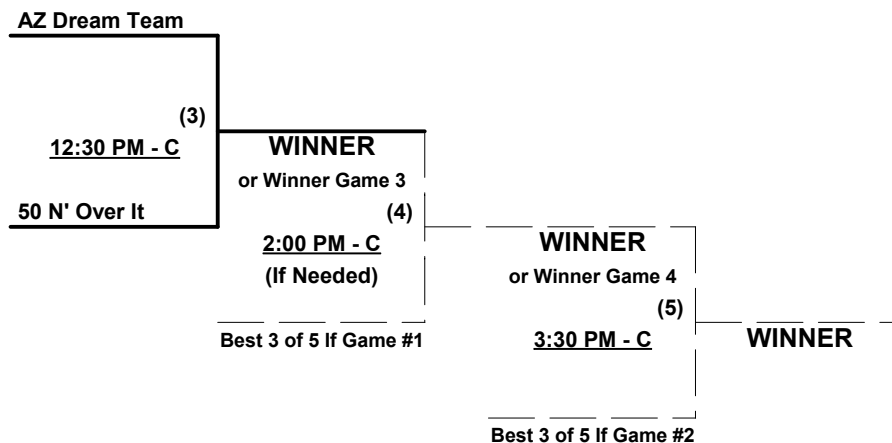 AZ Dream Team
(3)
12:30 PM - C
50 N' Over It
WINNER
or Winner Game 3
(4)
2:00 PM - C
(If Needed)
Best 3 of 5 If Game #1
WINNER
or Winner Game 4
(5)
3:30 PM - C
Best 3 of 5 If Game #2
WINNER